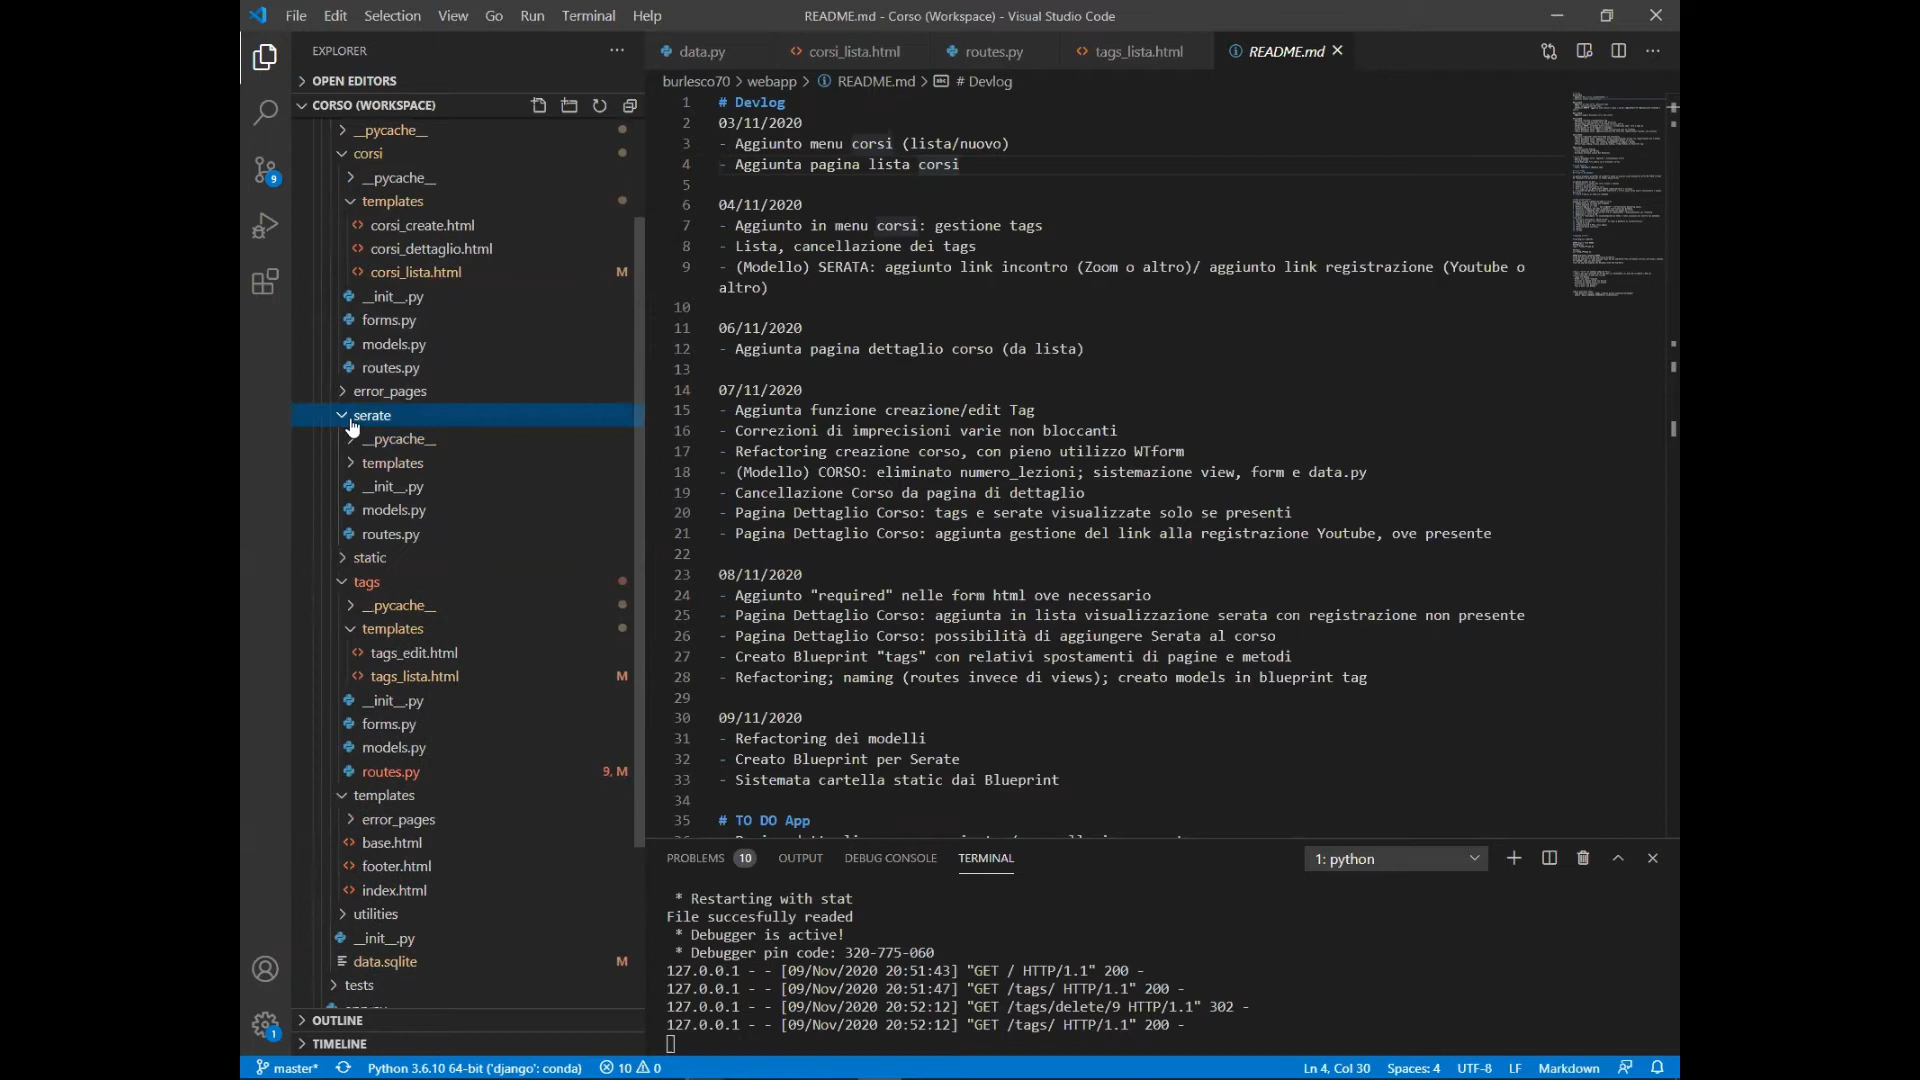 File Edit Selection View Go Run Terminal Help
README.md - Corso (Workspace) - Visual Studio Code
EXPLORER
OPEN EDITORS
CORSO (WORKSPACE)
__pycache__
corsi
__pycache__
templates
corsi_create.html
corsi_dettaglio.html
corsi_lista.html M
__init__.py
forms.py
models.py
routes.py
error_pages
serate
__pycache__
templates
__init__.py
models.py
routes.py
static
tags
__pycache__
templates
tags_edit.html
tags_lista.html M
__init__.py
forms.py
models.py
routes.py 9, M
templates
error_pages
base.html
footer.html
index.html
utilities
__init__.py
data.sqlite M
tests
OUTLINE
TIMELINE
9
1
data.py corsi_lista.html routes.py tags_lista.html README.md
burlesco70 > webapp > README.md > # Devlog
1 # Devlog
2 03/11/2020
3 - Aggiunto menu corsi (lista/nuovo)
4 - Aggiunta pagina lista corsi
5
6 04/11/2020
7 - Aggiunto in menu corsi: gestione tags
8 - Lista, cancellazione dei tags
9 - (Modello) SERATA: aggiunto link incontro (Zoom o altro)/ aggiunto link registrazione (Youtube o
altro)
10
11 06/11/2020
12 - Aggiunta pagina dettaglio corso (da lista)
13
14 07/11/2020
15 - Aggiunta funzione creazione/edit Tag
16 - Correzioni di imprecisioni varie non bloccanti
17 - Refactoring creazione corso, con pieno utilizzo WTform
18 - (Modello) CORSO: eliminato numero_lezioni; sistemazione view, form e data.py
19 - Cancellazione Corso da pagina di dettaglio
20 - Pagina Dettaglio Corso: tags e serate visualizzate solo se presenti
21 - Pagina Dettaglio Corso: aggiunta gestione del link alla registrazione Youtube, ove presente
22
23 08/11/2020
24 - Aggiunto "required" nelle form html ove necessario
25 - Pagina Dettaglio Corso: aggiunta in lista visualizzazione serata con registrazione non presente
26 - Pagina Dettaglio Corso: possibilità di aggiungere Serata al corso
27 - Creato Blueprint "tags" con relativi spostamenti di pagine e metodi
28 - Refactoring; naming (routes invece di views); creato models in blueprint tag
29
30 09/11/2020
31 - Refactoring dei modelli
32 - Creato Blueprint per Serate
33 - Sistemata cartella static dai Blueprint
34
35 # TO DO App
PROBLEMS 10 OUTPUT DEBUG CONSOLE TERMINAL 1: python
* Restarting with stat
File succesfully readed
* Debugger is active!
* Debugger pin code: 320-775-060
127.0.0.1 - - [09/Nov/2020 20:51:43] "GET / HTTP/1.1" 200 -
127.0.0.1 - - [09/Nov/2020 20:51:47] "GET /tags/ HTTP/1.1" 200 -
127.0.0.1 - - [09/Nov/2020 20:52:12] "GET /tags/delete/9 HTTP/1.1" 302 -
127.0.0.1 - - [09/Nov/2020 20:52:12] "GET /tags/ HTTP/1.1" 200 -
master* Python 3.6.10 64-bit ('django': conda) 10 0 Ln 4, Col 30 Spaces: 4 UTF-8 LF Markdown